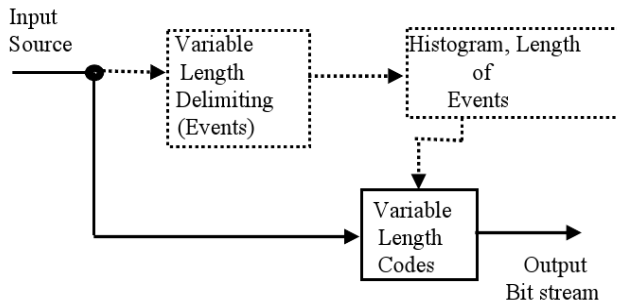 Input
Source
Variable
Length
Delimiting
(Events)
Histogram, Length
of
Events
Variable
Length
Codes
Output
Bit stream